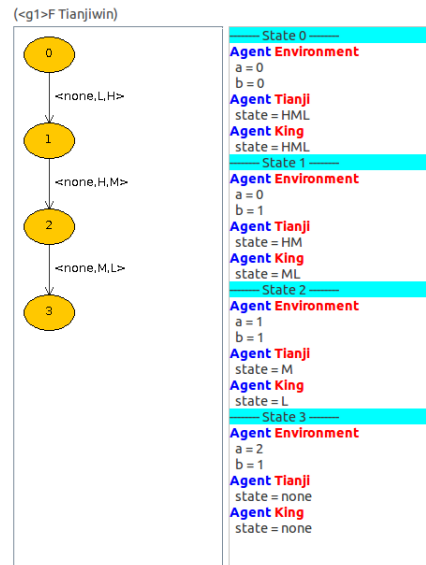 (<g1>F Tianjiwin)
0
<none,L,H>
1
<none,H,M>
2
<none,M,L>
3
-------- State 0 --------
Agent Environment
a = 0
b = 0
Agent Tianji
state = HML
Agent King
state = HML
-------- State 1 --------
Agent Environment
a = 0
b = 1
Agent Tianji
state = HM
Agent King
state = ML
-------- State 2 --------
Agent Environment
a = 1
b = 1
Agent Tianji
state = M
Agent King
state = L
-------- State 3 --------
Agent Environment
a = 2
b = 1
Agent Tianji
state = none
Agent King
state = none